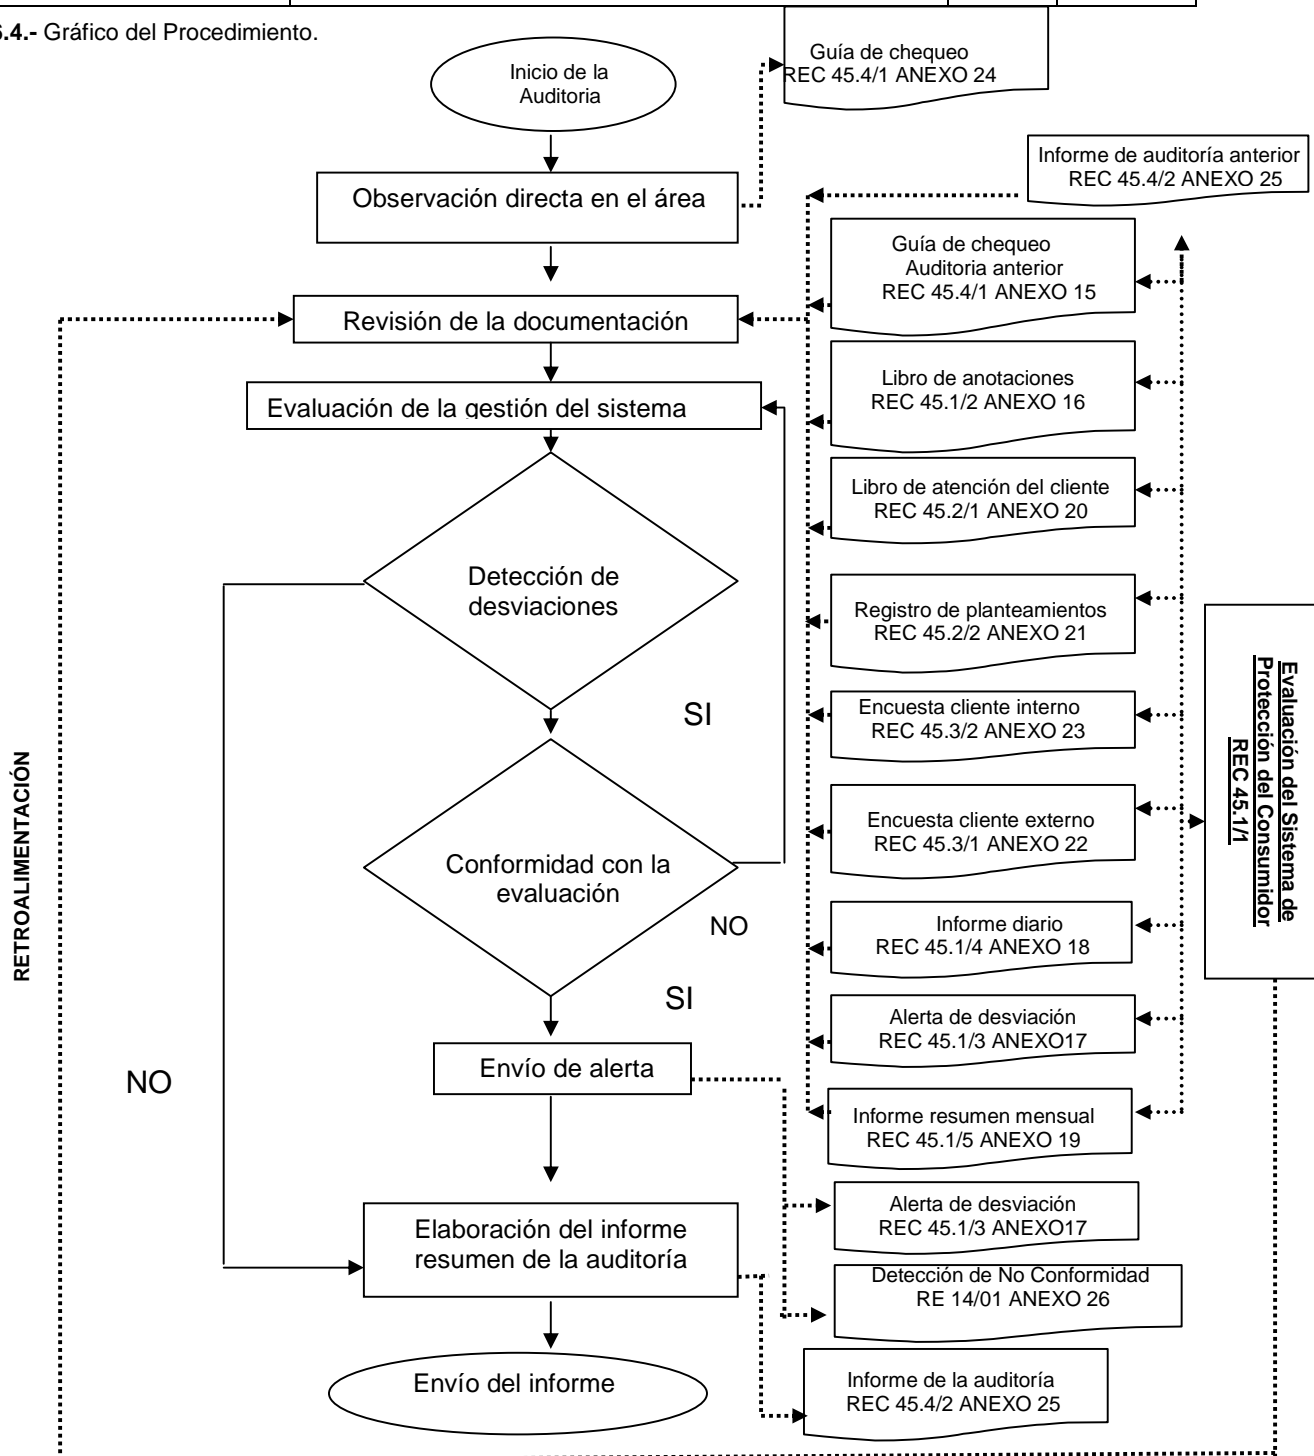 6.4.- Gráfico del Procedimiento.
Guía de chequeo
REC 45.4/1 ANEXO 24
Inicio de la
Auditoria
Informe de auditoría anterior
REC 45.4/2 ANEXO 25
Observación directa en el área
Guía de chequeo
Auditoria anterior
REC 45.4/1 ANEXO 15
Revisión de la documentación
Libro de anotaciones
REC 45.1/2 ANEXO 16
Evaluación de la gestión del sistema
Libro de atención del cliente
REC 45.2/1 ANEXO 20
Detección de
desviaciones
Registro de planteamientos
REC 45.2/2 ANEXO 21
SI
Encuesta cliente interno
REC 45.3/2 ANEXO 23
Evaluación del Sistema de
Protección del Consumidor
REC 45.1/1
RETROALIMENTACIÓN
Encuesta cliente externo
REC 45.3/1 ANEXO 22
Conformidad con la
evaluación
NO
Informe diario
REC 45.1/4 ANEXO 18
SI
Alerta de desviación
REC 45.1/3 ANEXO17
Envío de alerta
NO
Informe resumen mensual
REC 45.1/5 ANEXO 19
Alerta de desviación
REC 45.1/3 ANEXO17
Elaboración del informe
resumen de la auditoría
Detección de No Conformidad
RE 14/01 ANEXO 26
Envío del informe
Informe de la auditoría
REC 45.4/2 ANEXO 25